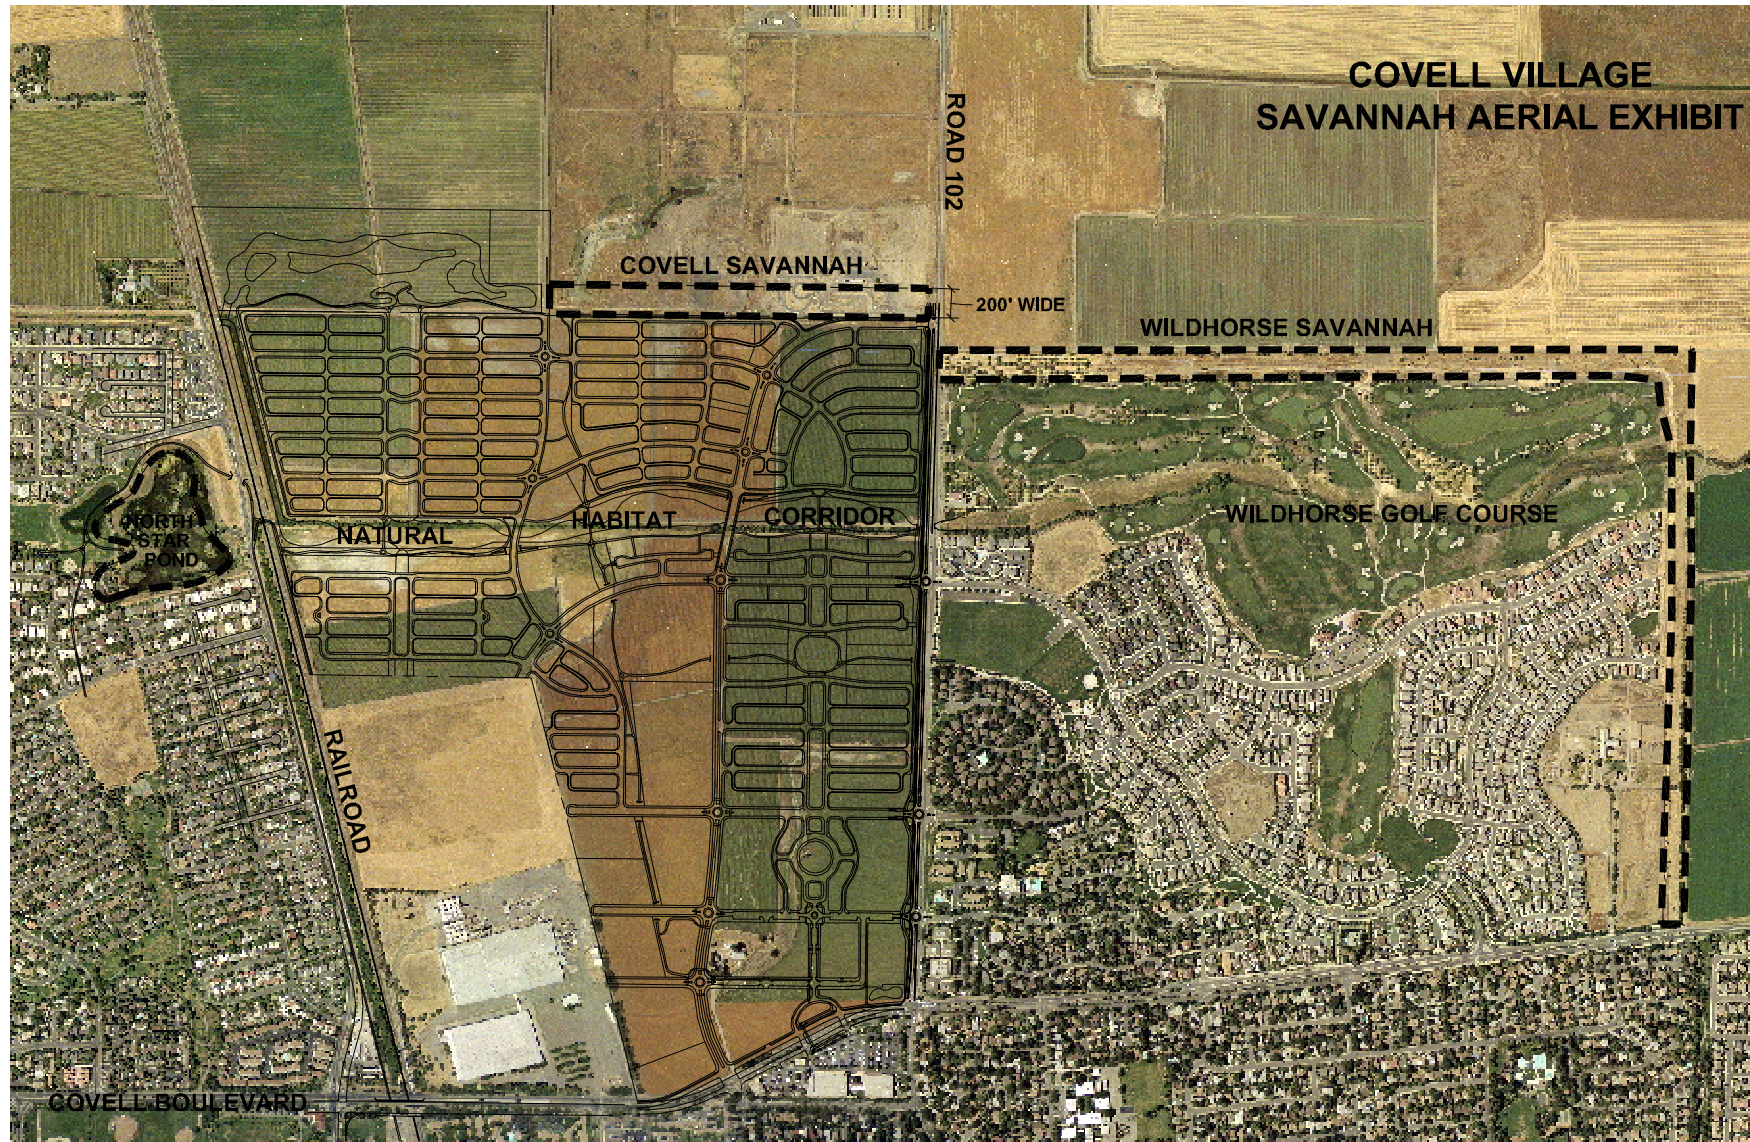 COVELL VILLAGE
SAVANNAH AERIAL EXHIBIT
ROAD 102
COVELL SAVANNAH
200' WIDE
WILDHORSE SAVANNAH
NORTH
STAR
POND
NATURAL
HABITAT
CORRIDOR
WILDHORSE GOLF COURSE
RAILROAD
COVELL BOULEVARD